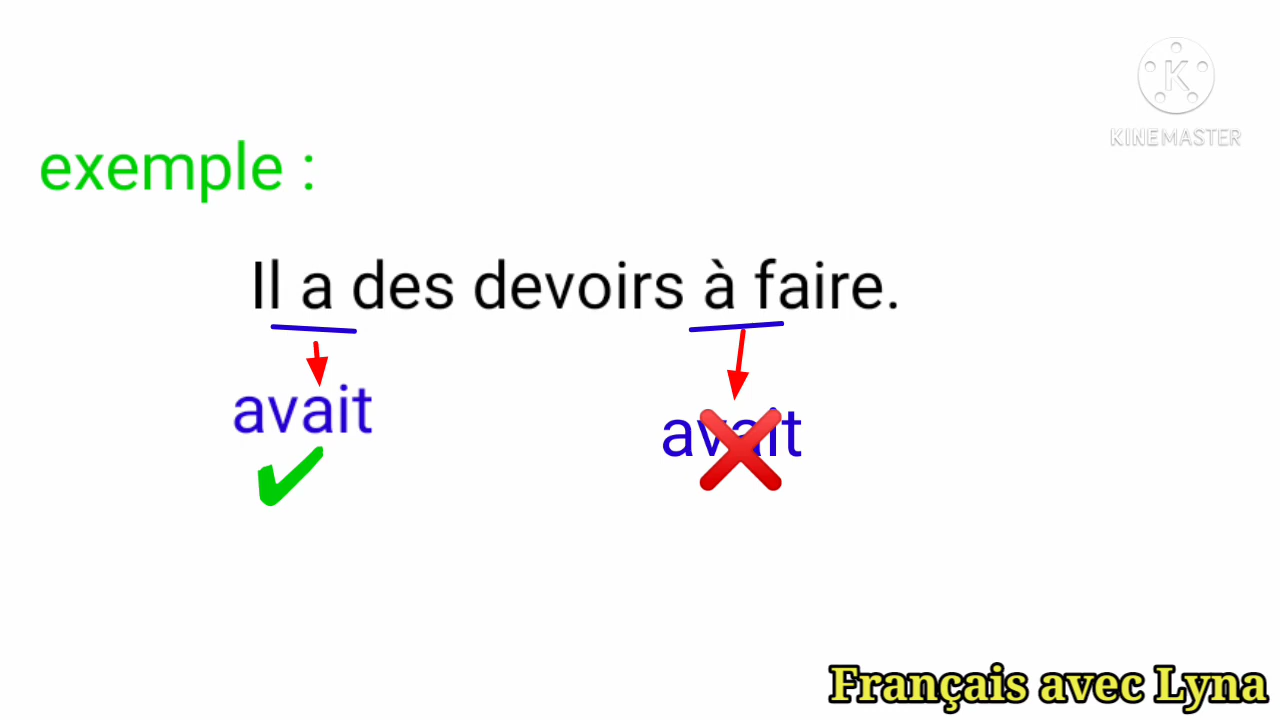 K
KINEMASTER
exemple :
Il a des devoirs à faire.
avait
avait
Français avec Lyna